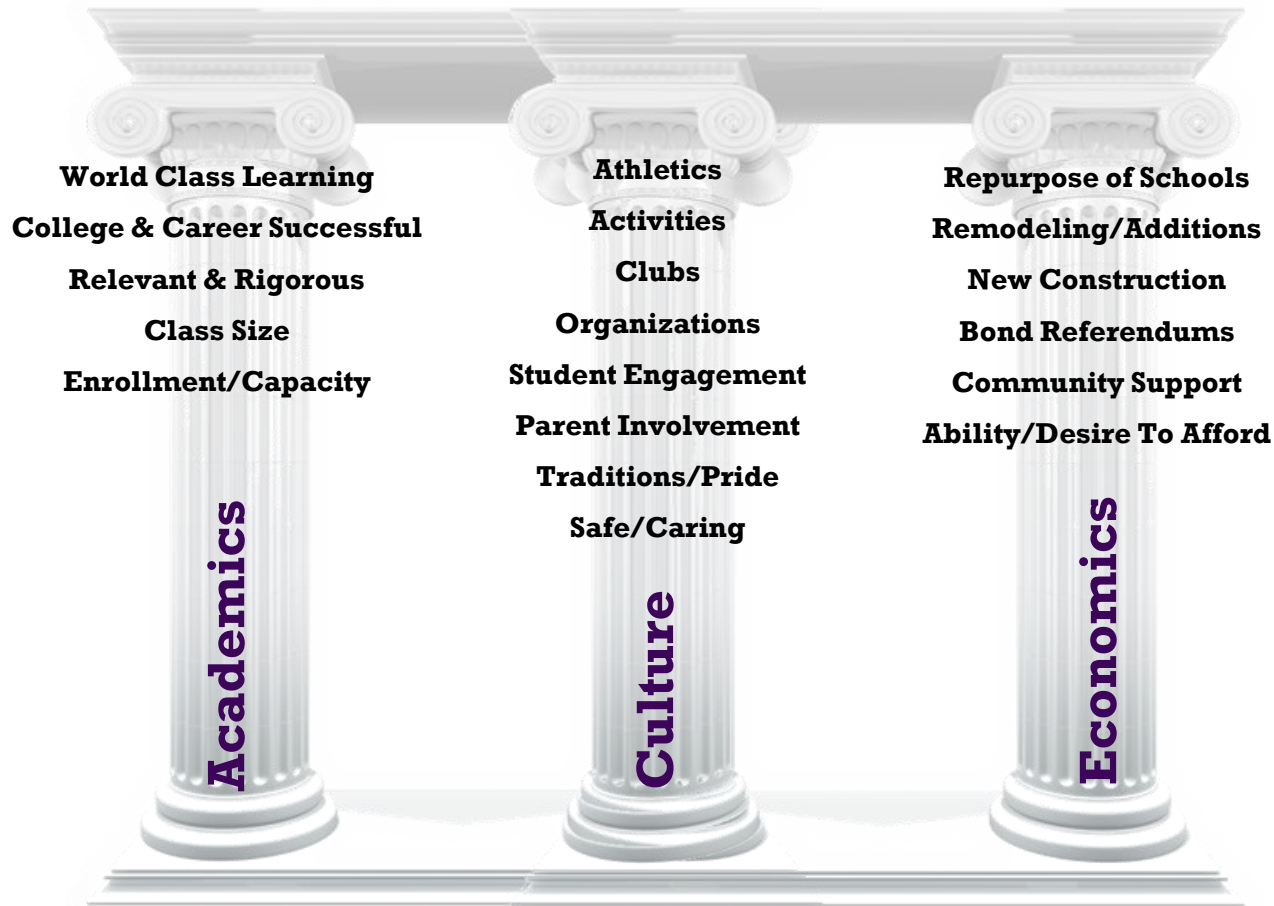 World Class Learning
College & Career Successful
Relevant & Rigorous
Class Size
Enrollment/Capacity
Academics
Athletics
Activities
Clubs
Organizations
Student Engagement
Parent Involvement
Traditions/Pride
Safe/Caring
Culture
Repurpose of Schools
Remodeling/Additions
New Construction
Bond Referendums
Community Support
Ability/Desire To Afford
Economics